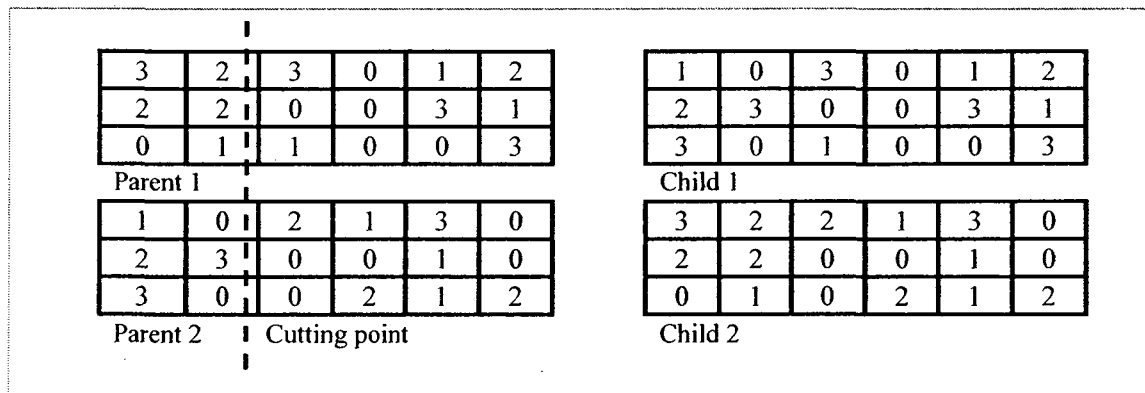 3 2 3 0 1 2
2 2 0 0 3 1
0 1 1 0 0 3
Parent 1
1 0 2 1 3 0
2 3 0 0 1 0
3 0 0 2 1 2
Parent 2 Cutting point
1 0 3 0 1 2
2 3 0 0 3 1
3 0 1 0 0 3
Child 1
3 2 2 1 3 0
2 2 0 0 1 0
0 1 0 2 1 2
Child 2